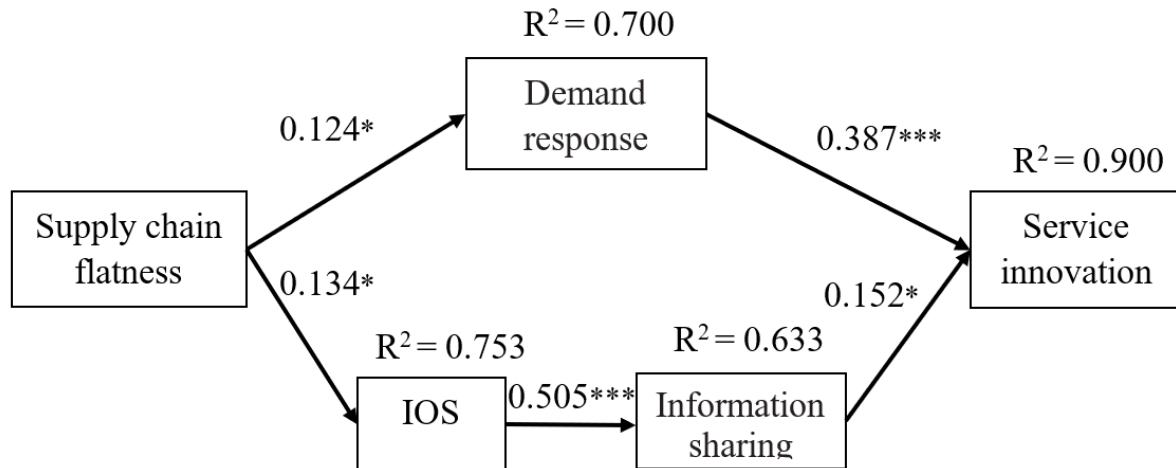 R² = 0.700
Demand
response
0.124*
0.387***
R² = 0.900
Supply chain
flatness
Service
innovation
0.134*
0.152*
R² = 0.753
R² = 0.633
IOS
0.505***
Information
sharing